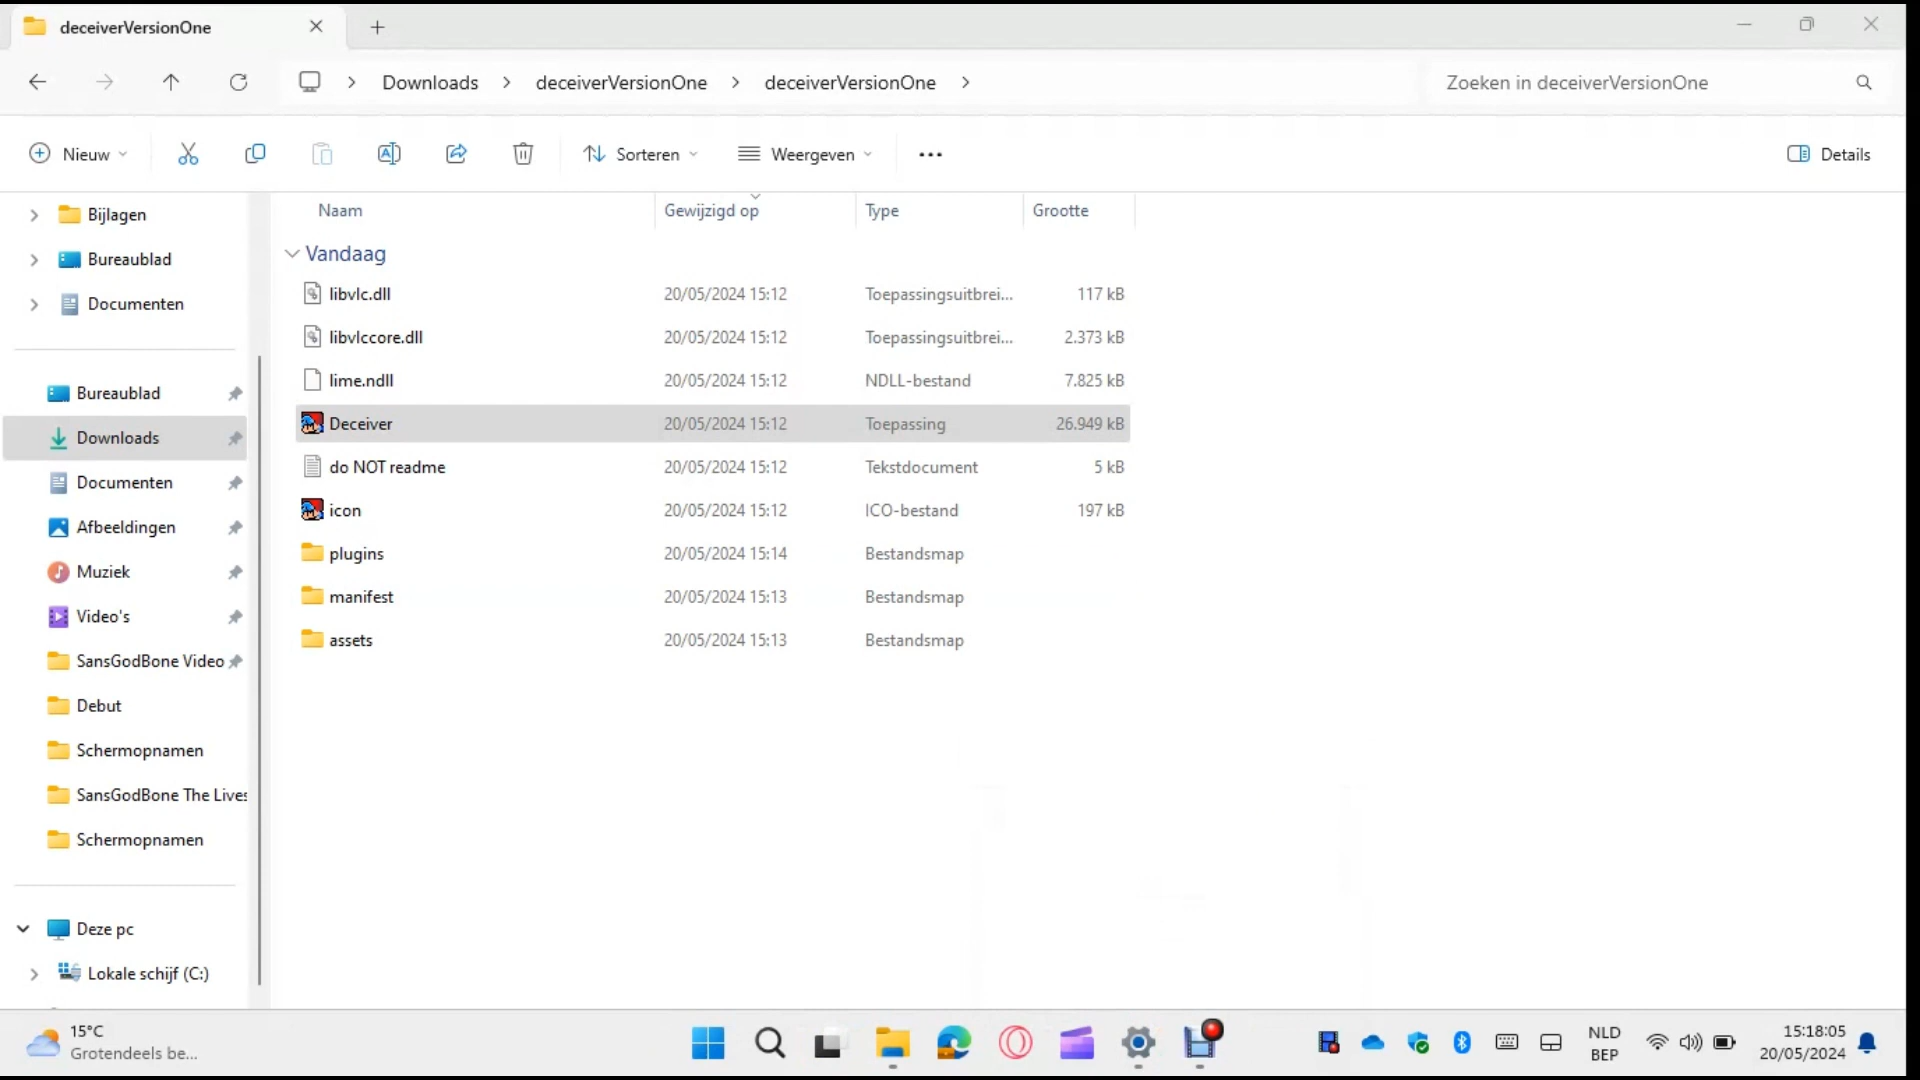 deceiverVersionOne
Downloads > deceiverVersionOne > deceiverVersionOne >
Zoeken in deceiverVersionOne
Nieuw
Sorteren
Weergeven
Details
Bijlagen
Bureaublad
Documenten
Bureaublad
Downloads
Documenten
Afbeeldingen
Muziek
Video's
SansGodBone Video
Debut
Schermopnamen
SansGodBone The Lives
Schermopnamen
Deze pc
Lokale schijf (C:)
Naam Gewijzigd op Type Grootte
Vandaag
libvlc.dll 20/05/2024 15:12 Toepassingsuitbrei... 117 kB
libvlccore.dll 20/05/2024 15:12 Toepassingsuitbrei... 2.373 kB
lime.ndll 20/05/2024 15:12 NDLL-bestand 7.825 kB
Deceiver 20/05/2024 15:12 Toepassing 26.949 kB
do NOT readme 20/05/2024 15:12 Tekstdocument 5 kB
icon 20/05/2024 15:12 ICO-bestand 197 kB
plugins 20/05/2024 15:14 Bestandsmap
manifest 20/05/2024 15:13 Bestandsmap
assets 20/05/2024 15:13 Bestandsmap
15°C
Grotendeels be...
NLD
BEP
15:18:05
20/05/2024